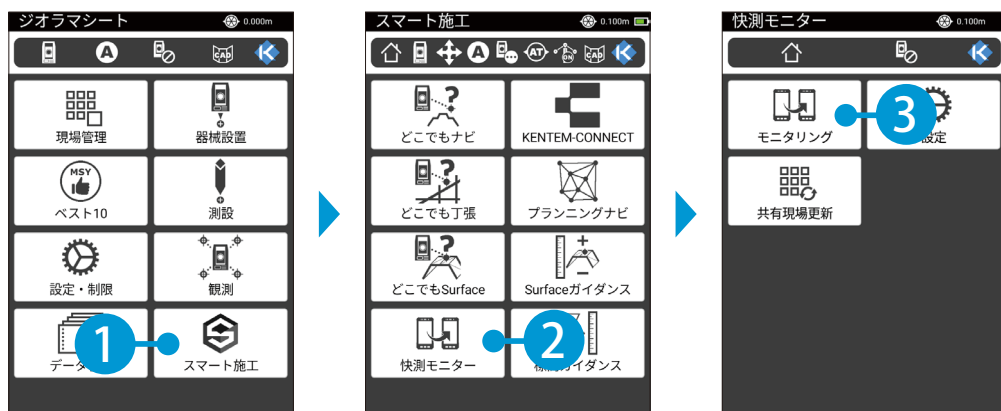 ジオラマシート
0.000m
A
CAD
現場管理
器械設置
MSY
ベスト10
測設
設定・制限
観測
データ
スマート施工
1
スマート施工
0.100m
A
AT
ON
CAD
どこでもナビ
KENTEM-CONNECT
どこでも丁張
プランニングナビ
どこでもSurface
Surfaceガイダンス
快測モニター
ガイダンス
2
快測モニター
0.100m
モニタリング
設定
共有現場更新
3